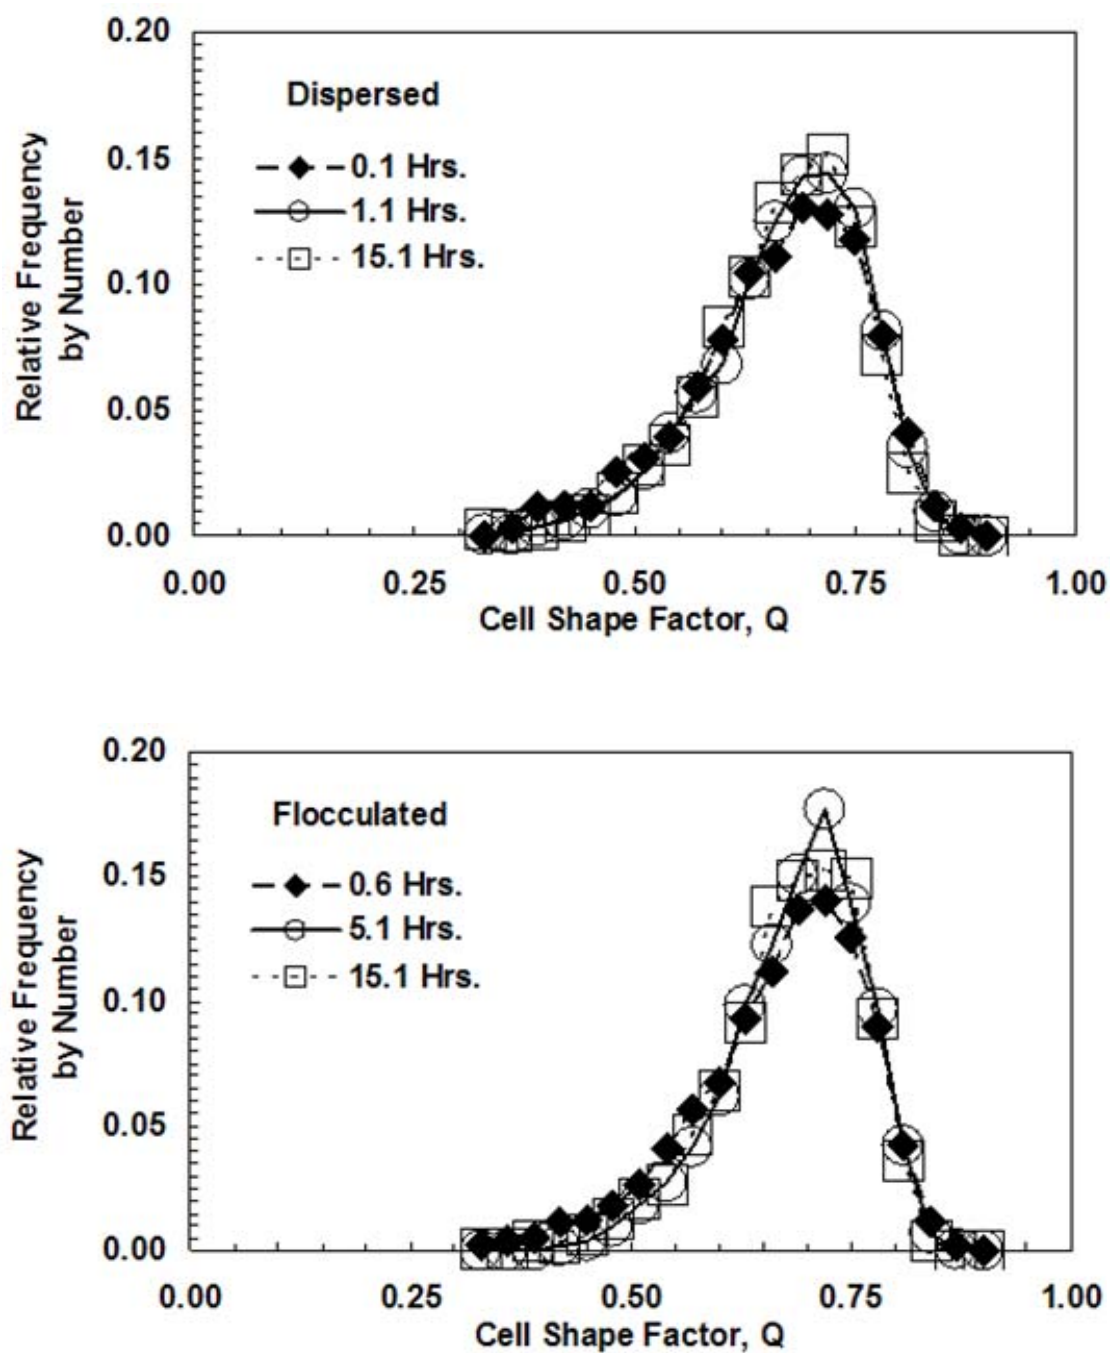 0.20
Dispersed
0.1 Hrs.
1.1 Hrs.
15.1 Hrs.
0.15
0.10
0.05
0.00
Relative Frequency
by Number
0.00 0.25 0.50 0.75 1.00
Cell Shape Factor, Q
0.20
Flocculated
0.6 Hrs.
5.1 Hrs.
15.1 Hrs.
0.15
0.10
0.05
0.00
Relative Frequency
by Number
0.00 0.25 0.50 0.75 1.00
Cell Shape Factor, Q